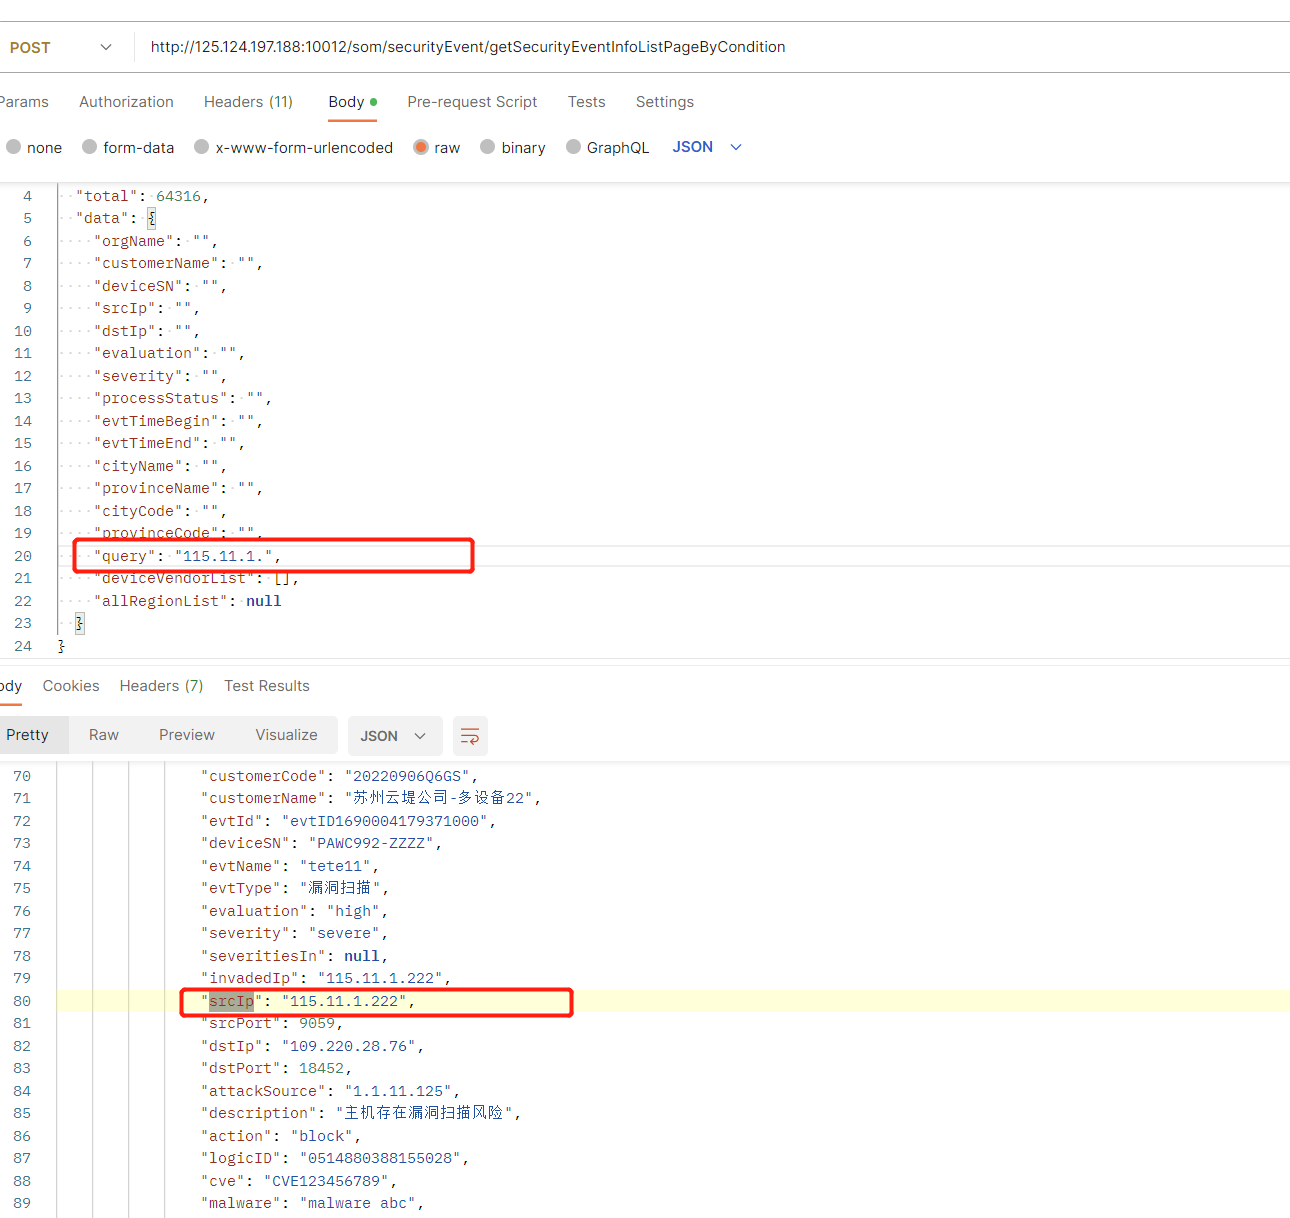 POST http://125.124.197.188:10012/som/securityEvent/getSecurityEventInfoListPageByCondition
Params Authorization Headers (11) Body Pre-request Script Tests Settings
none form-data x-www-form-urlencoded raw binary GraphQL JSON
4 "total": 64316,
5 "data": {
6 "orgName": "",
7 "customerName": "",
8 "deviceSN": "",
9 "srcIp": "",
10 "dstIp": "",
11 "evaluation": "",
12 "severity": "",
13 "processStatus": "",
14 "evtTimeBegin": "",
15 "evtTimeEnd": "",
16 "cityName": "",
17 "provinceName": "",
18 "cityCode": "",
19 "provinceCode": "",
20 "query": "115.11.1.",
21 "deviceVendorList": [],
22 "allRegionList": null
23 }
24 }
ody Cookies Headers (7) Test Results
Pretty Raw Preview Visualize JSON
70 "customerCode": "20220906Q6GS",
71 "customerName": "苏州云堤公司-多设备22",
72 "evtId": "evtID1690004179371000",
73 "deviceSN": "PAWC992-ZZZZ",
74 "evtName": "tete11",
75 "evtType": "漏洞扫描",
76 "evaluation": "high",
77 "severity": "severe",
78 "severitiesIn": null,
79 "invadedIp": "115.11.1.222",
80 "srcIp": "115.11.1.222",
81 "srcPort": 9059,
82 "dstIp": "109.220.28.76",
83 "dstPort": 18452,
84 "attackSource": "1.1.11.125",
85 "description": "主机存在漏洞扫描风险",
86 "action": "block",
87 "logicID": "0514880388155028",
88 "cve": "CVE123456789",
89 "malware": "malware abc",